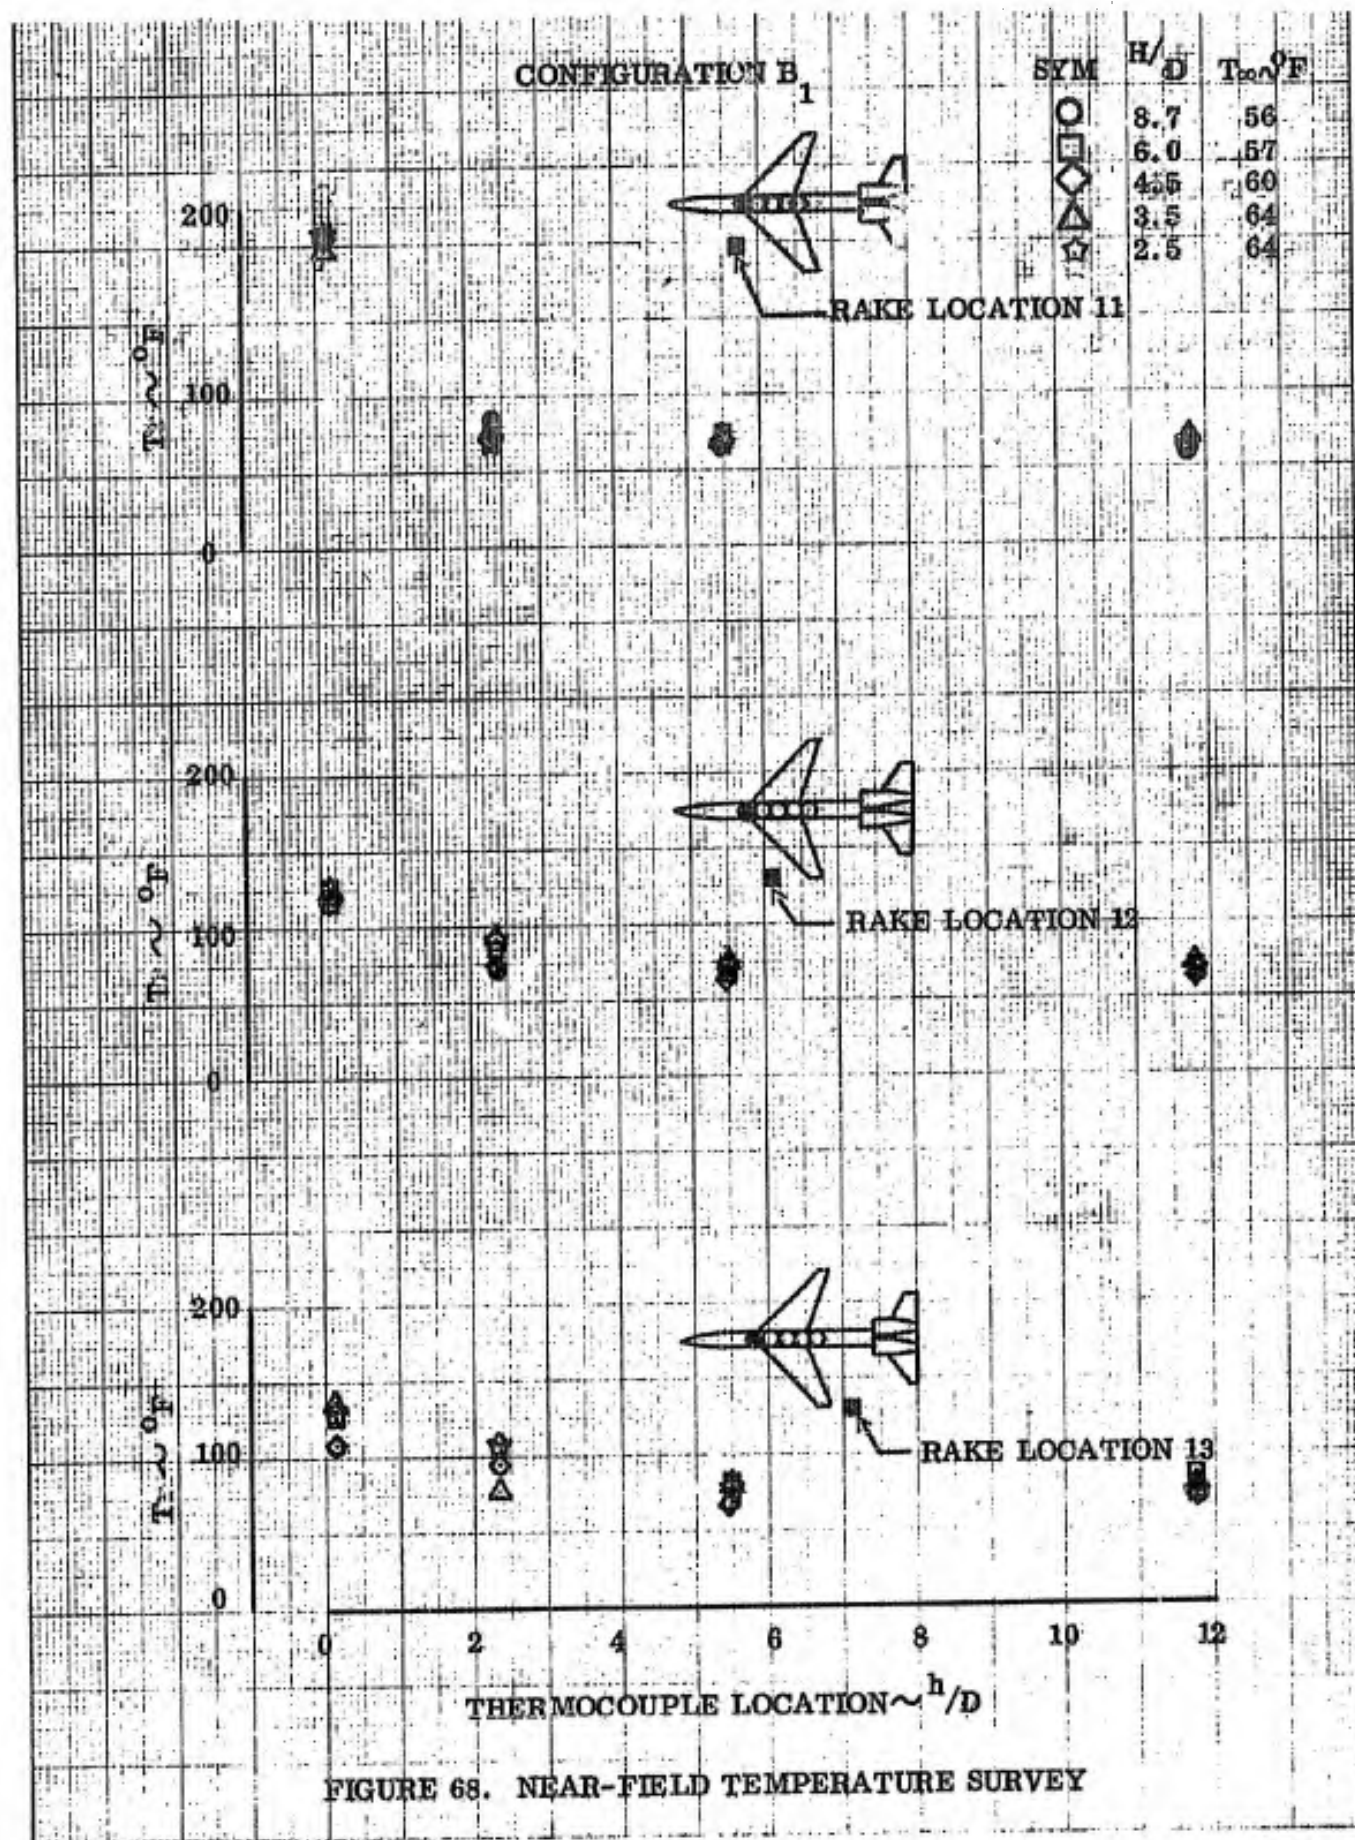 CONFIGURATION B1
SYM H/D T∞~°F
8.7 56
6.0 57
4.5 60
3.5 64
2.5 64
200
100
0
T ~ °F
RAKE LOCATION 11
200
100
0
T ~ °F
RAKE LOCATION 12
200
100
0
T ~ °F
RAKE LOCATION 13
0 2 4 6 8 10 12
THERMOCOUPLE LOCATION ~ h/D
FIGURE 68. NEAR-FIELD TEMPERATURE SURVEY